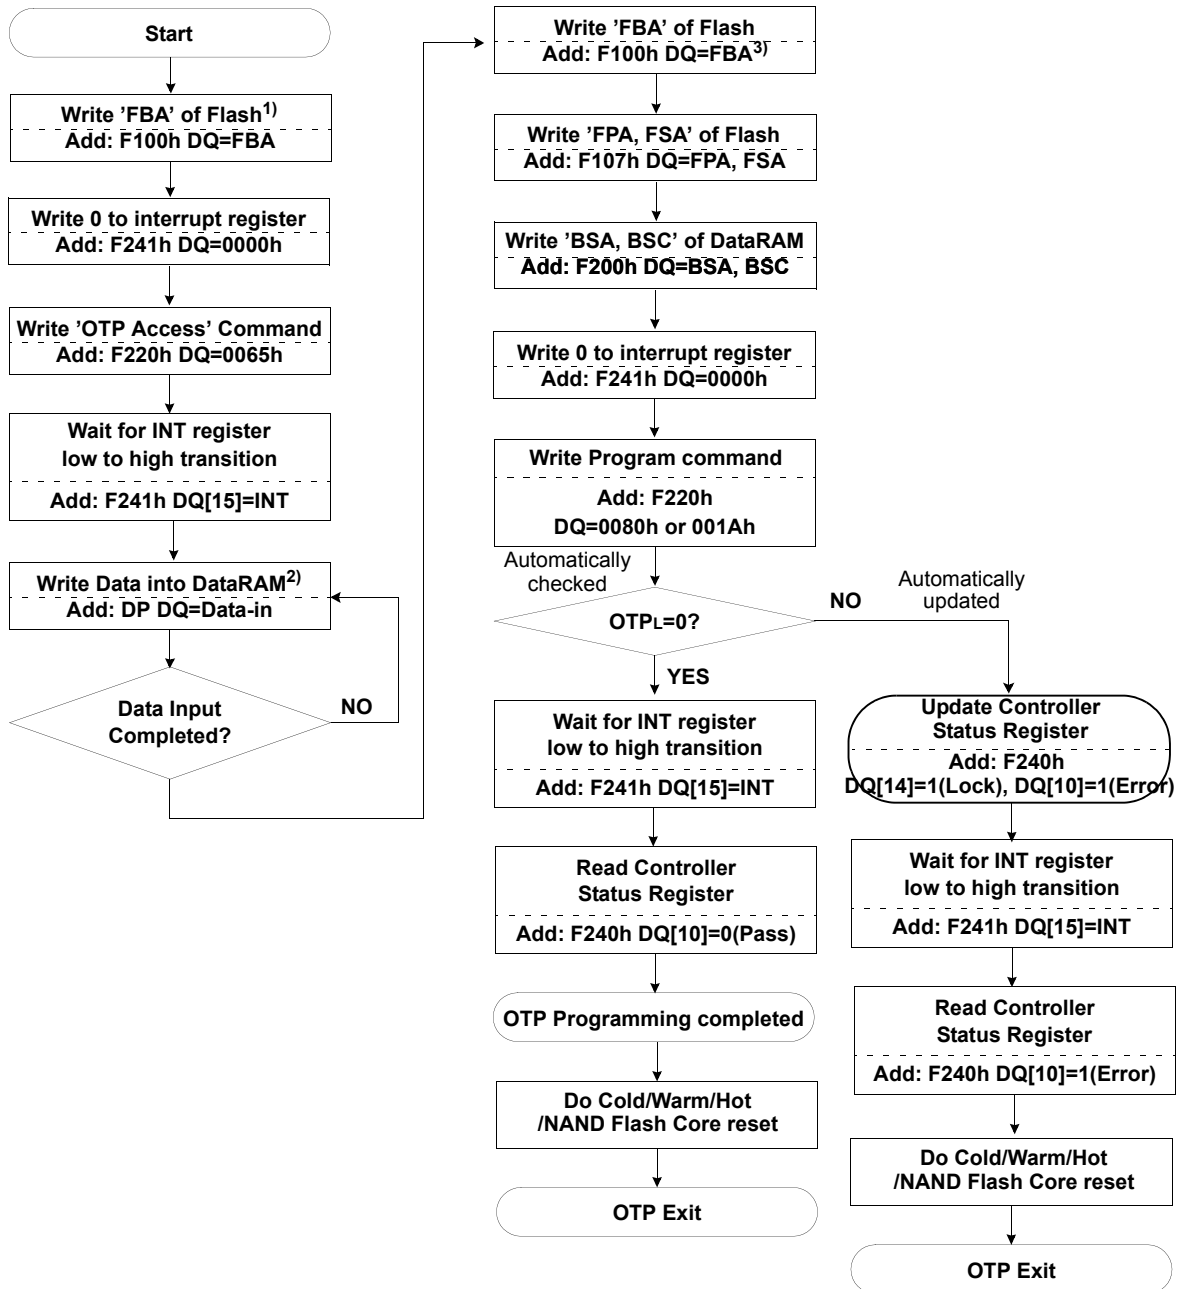 Start
Write ’FBA’ of Flash1)
Add: F100h DQ=FBA
Write 0 to interrupt register
Add: F241h DQ=0000h
Write ’OTP Access’ Command
Add: F220h DQ=0065h
Wait for INT register
low to high transition
Add: F241h DQ[15]=INT
Write Data into DataRAM2)
Add: DP DQ=Data-in
Data Input
Completed?
NO
Write ’FBA’ of Flash
Add: F100h DQ=FBA3)
Write ’FPA, FSA’ of Flash
Add: F107h DQ=FPA, FSA
Write ’BSA, BSC’ of DataRAM
Add: F200h DQ=BSA, BSC
Write 0 to interrupt register
Add: F241h DQ=0000h
Write Program command
Add: F220h
DQ=0080h or 001Ah
Automatically
checked
OTPL=0?
YES
NO
Automatically
updated
Wait for INT register
low to high transition
Add: F241h DQ[15]=INT
Read Controller
Status Register
Add: F240h DQ[10]=0(Pass)
OTP Programming completed
Do Cold/Warm/Hot
/NAND Flash Core reset
OTP Exit
Update Controller
Status Register
Add: F240h
DQ[14]=1(Lock), DQ[10]=1(Error)
Wait for INT register
low to high transition
Add: F241h DQ[15]=INT
Read Controller
Status Register
Add: F240h DQ[10]=1(Error)
Do Cold/Warm/Hot
/NAND Flash Core reset
OTP Exit